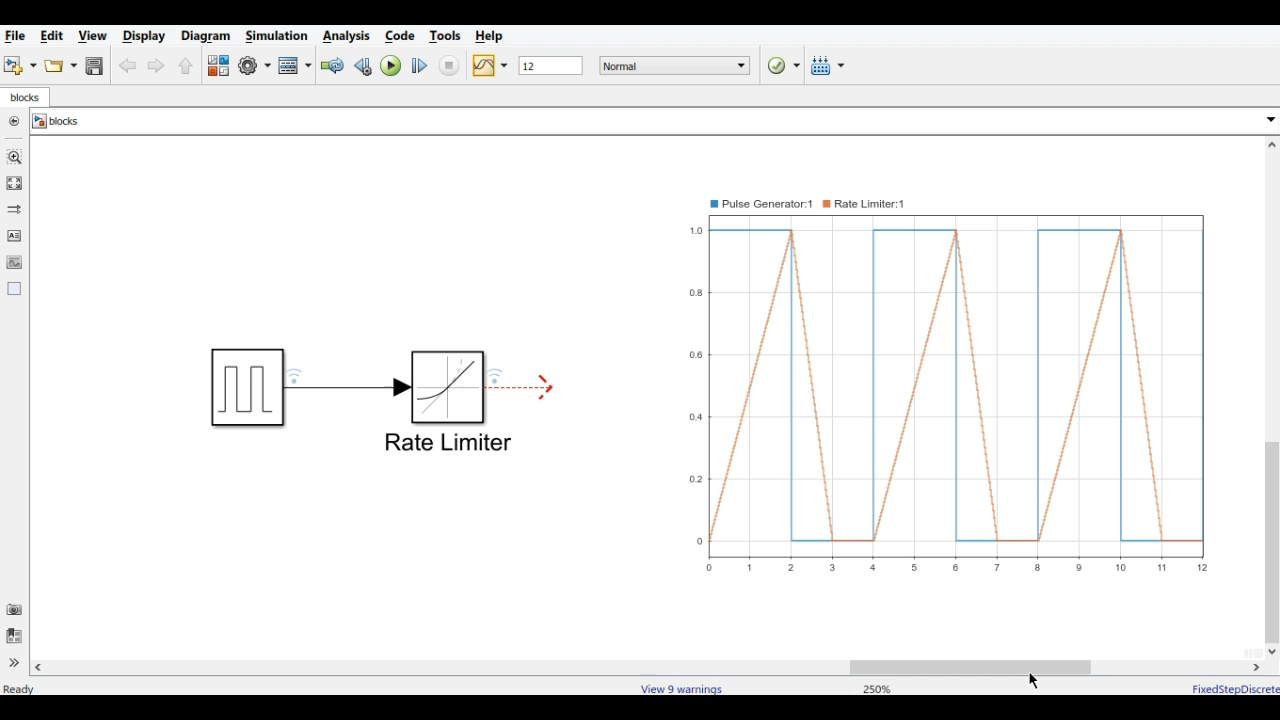 File Edit View Display Diagram Simulation Analysis Code Tools Help
12 Normal
blocks
blocks
Pulse Generator:1 Rate Limiter:1
1.0
0.8
0.6
0.4
0.2
0
0 1 2 3 4 5 6 7 8 9 10 11 12
Rate Limiter
Ready View 9 warnings 250% FixedStepDiscrete